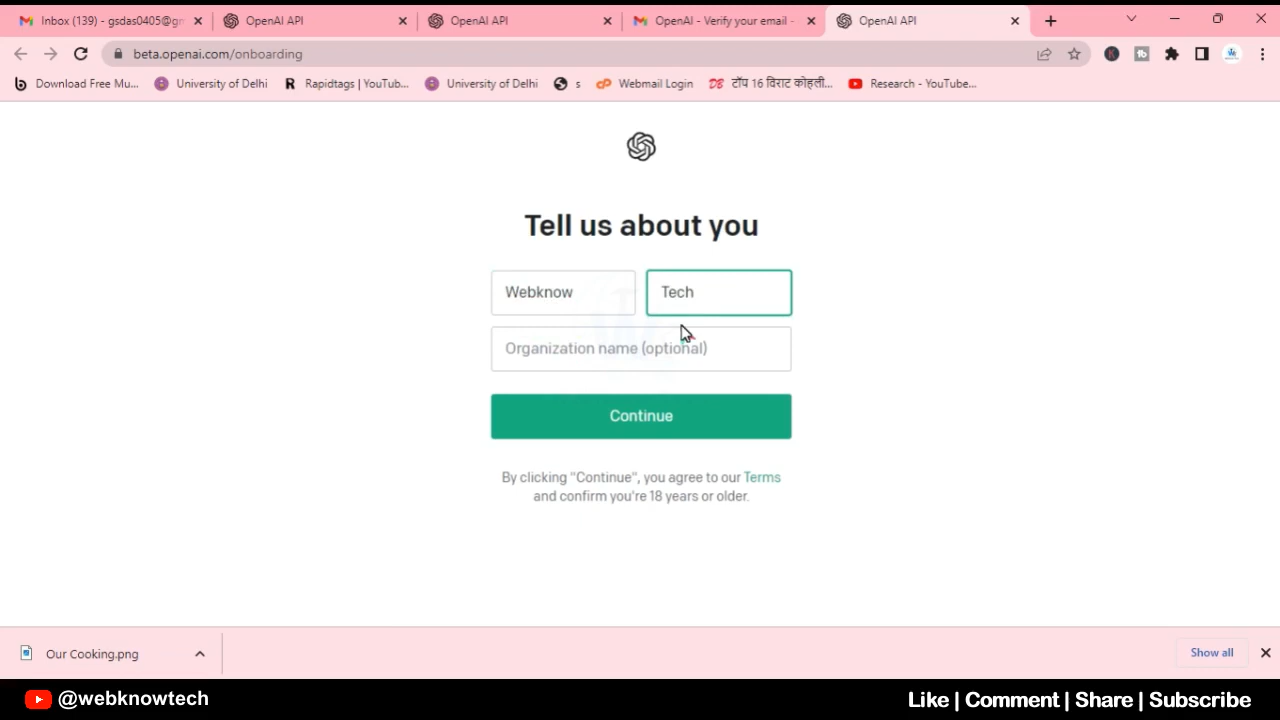 Inbox (139) - gsdas0405@gm
OpenAI API
OpenAI API
OpenAI - Verify your email -
OpenAI API
beta.openai.com/onboarding
Download Free Mu...
University of Delhi
Rapidtags | YouTub...
University of Delhi
s
Webmail Login
टॉप 16 विराट कोहली...
Research - YouTube...
Tell us about you
Webknow
Tech
Organization name (optional)
Continue
By clicking "Continue", you agree to our Terms
and confirm you're 18 years or older.
Our Cooking.png
Show all
@webknowtech
Like | Comment | Share | Subscribe